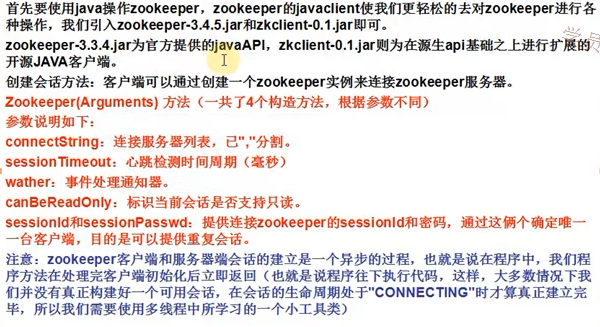 首先要使用java操作zookeeper，zookeeper的javaclient使我们更轻松的去对zookeeper进行各
种操作，我们引入zookeeper-3.4.5.jar和zkclient-0.1.jar即可。
zookeeper-3.3.4.jar为官方提供的javaAPI，zkclient-0.1.jar则为在源生api基础之上进行扩展的
开源JAVA客户端。
学员
创建会话方法：客户端可以通过创建一个zookeeper实例来连接zookeeper服务器。
Zookeeper(Arguments) 方法（一共了4个构造方法，根据参数不同）
参数说明如下：
connectString：连接服务器列表，已","分割。
sessionTimeout：心跳检测时间周期（毫秒）
wather：事件处理通知器。
canBeReadOnly：标识当前会话是否支持只读。
sessionId和sessionPasswd：提供连接zookeeper的sessionId和密码，通过这俩个确定唯一
一台客户端，目的是可以提供重复会话。
注意：zookeeper客户端和服务器端会话的建立是一个异步的过程，也就是说在程序中，我们程
序方法在处理完客户端初始化后立即返回（也就是说程序往下执行代码，这样，大多数情况下我
们并没有真正构建好一个可用会话，在会话的生命周期处于"CONNECTING"时才算真正建立完
毕，所以我们需要使用多线程中所学习的一个小工具类）